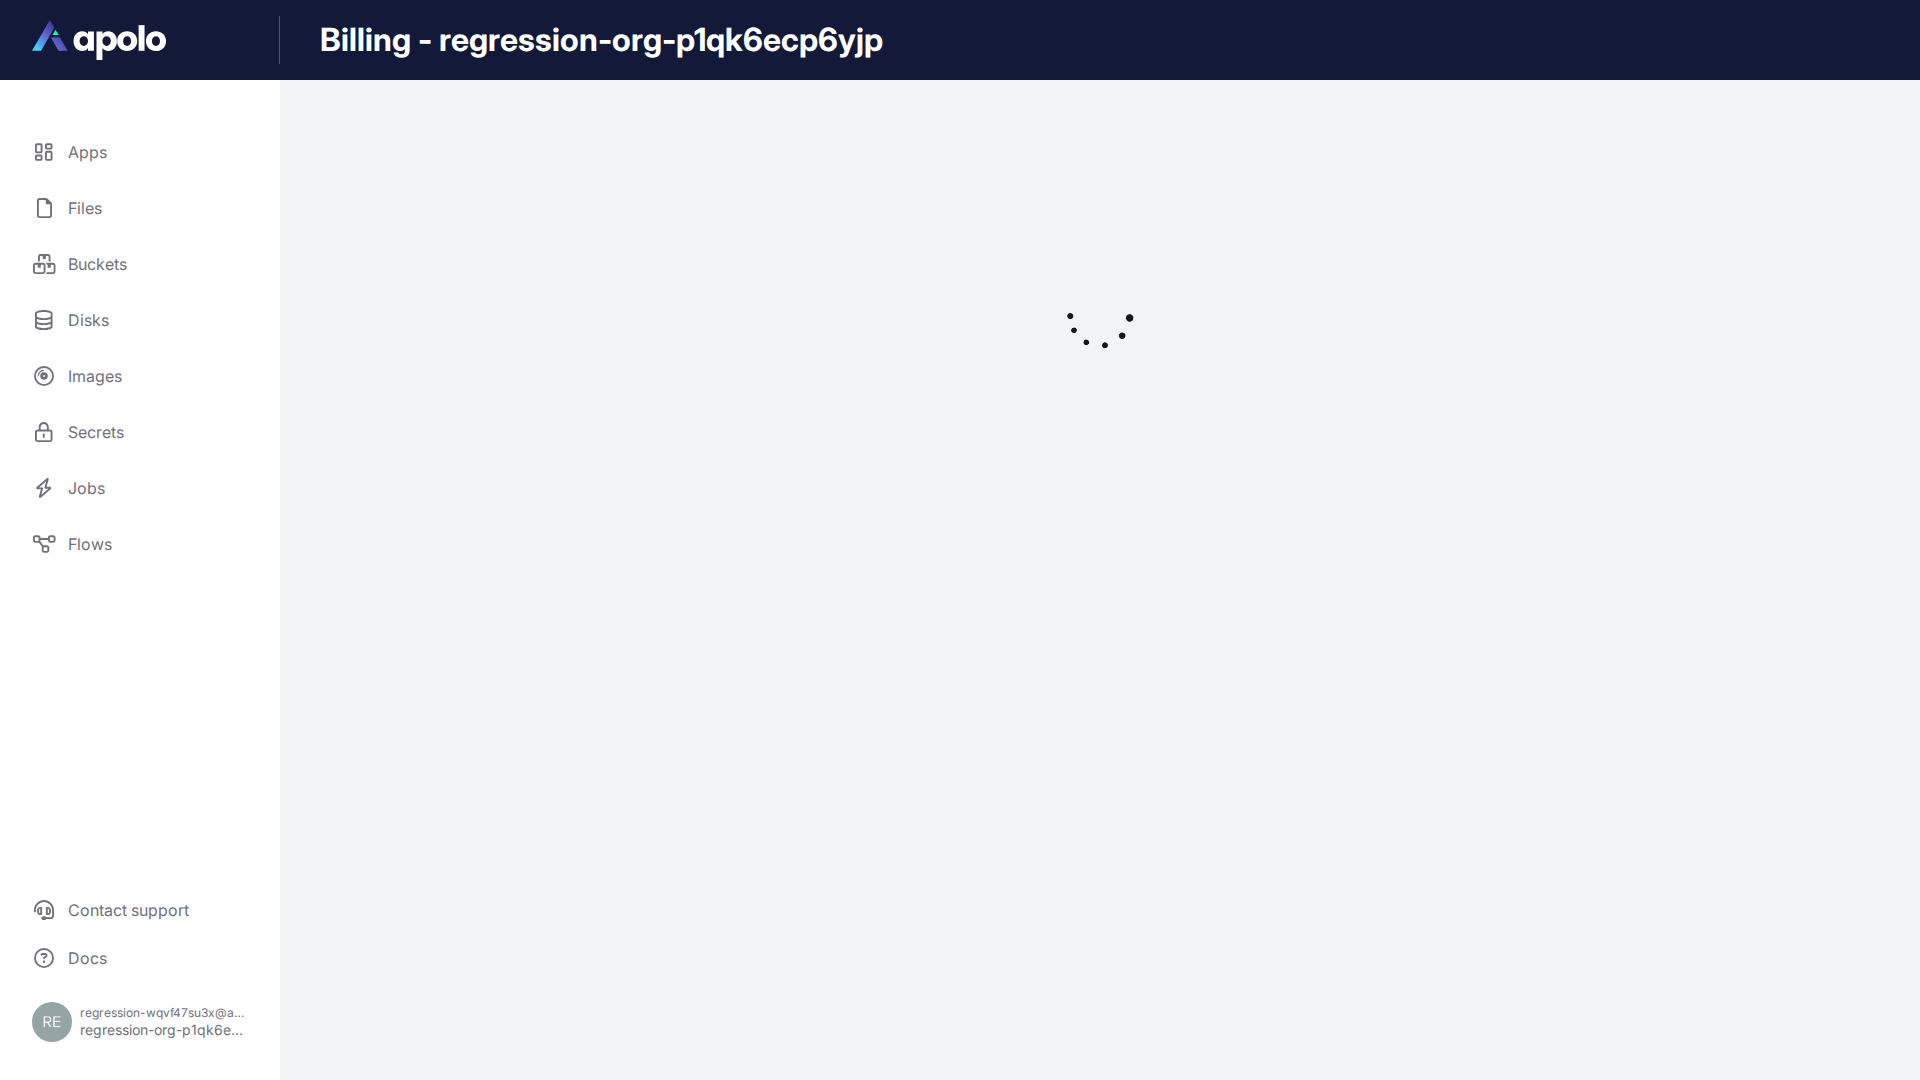 apolo
Billing - regression-org-p1qk6ecp6yjp
Apps
Files
Buckets
Disks
Images
Secrets
Jobs
Flows
Contact support
Docs
RE
regression-wqvf47su3x@a...
regression-org-p1qk6e...